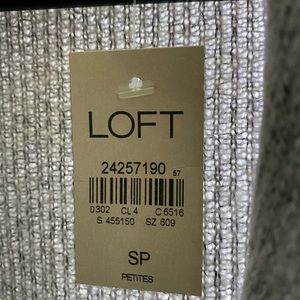 LOFT
24257190 57
D302 CL 4 C 6516
S 455150 SZ 609
SP
PETITES